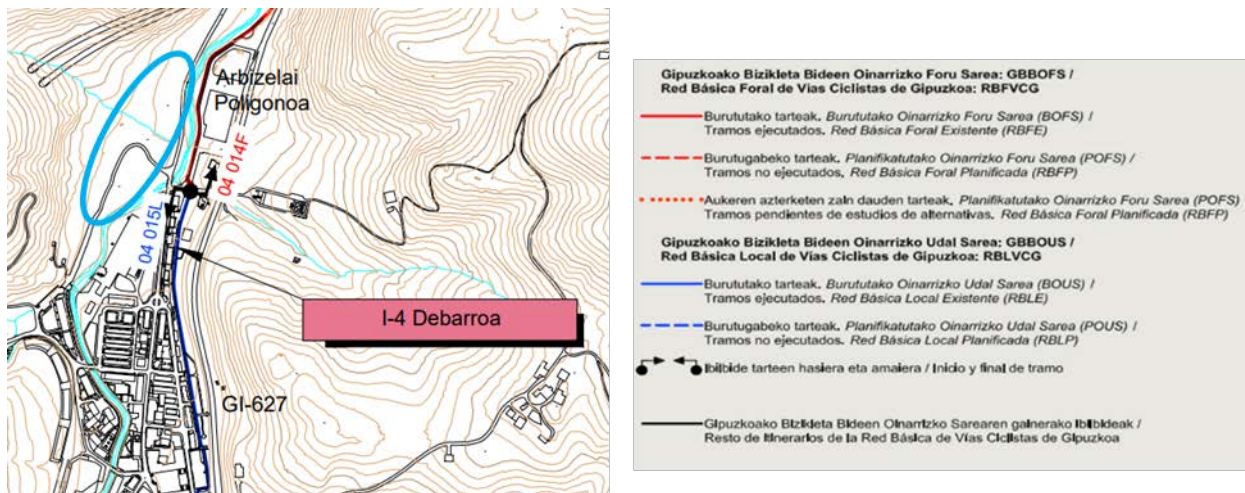 Arbizelai
Poligonoa
04 014F
04 015L
I-4 Debarroa
GI-627
Gipuzkoako Bizikleta Bideen Oinarrizko Foru Sarea: GBBOFS /
Red Básica Foral de Vías Ciclistas de Gipuzkoa: RBFVCG
Burututako tarteak. Burututako Oinarrizko Foru Sarea (BOFS) /
Tramos ejecutados. Red Básica Foral Existente (RBFE)
Burutugabeko tarteak. Planifikatutako Oinarrizko Foru Sarea (POFS) /
Tramos no ejecutados. Red Básica Foral Planificada (RBFP)
Aukeren azterketen zain dauden tarteak. Planifikatutako Oinarrizko Foru Sarea (POFS)
Tramos pendientes de estudios de alternativas. Red Básica Foral Planificada (RBFP)
Gipuzkoako Bizikleta Bideen Oinarrizko Udal Sarea: GBBOUS /
Red Básica Local de Vías Ciclistas de Gipuzkoa: RBLVCG
Burututako tarteak. Burututako Oinarrizko Udal Sarea (BOUS) /
Tramos ejecutados. Red Básica Local Existente (RBLE)
Burutugabeko tarteak. Planifikatutako Oinarrizko Udal Sarea (POUS) /
Tramos no ejecutados. Red Básica Local Planificada (RBLP)
Ibilbide tarteen hasiera eta amaiera / Inicio y final de tramo
Gipuzkoako Bizikleta Bideen Oinarrizko Sarearen gainerako ibilbideak /
Resto de itinerarios de la Red Básica de Vías Ciclistas de Gipuzkoa